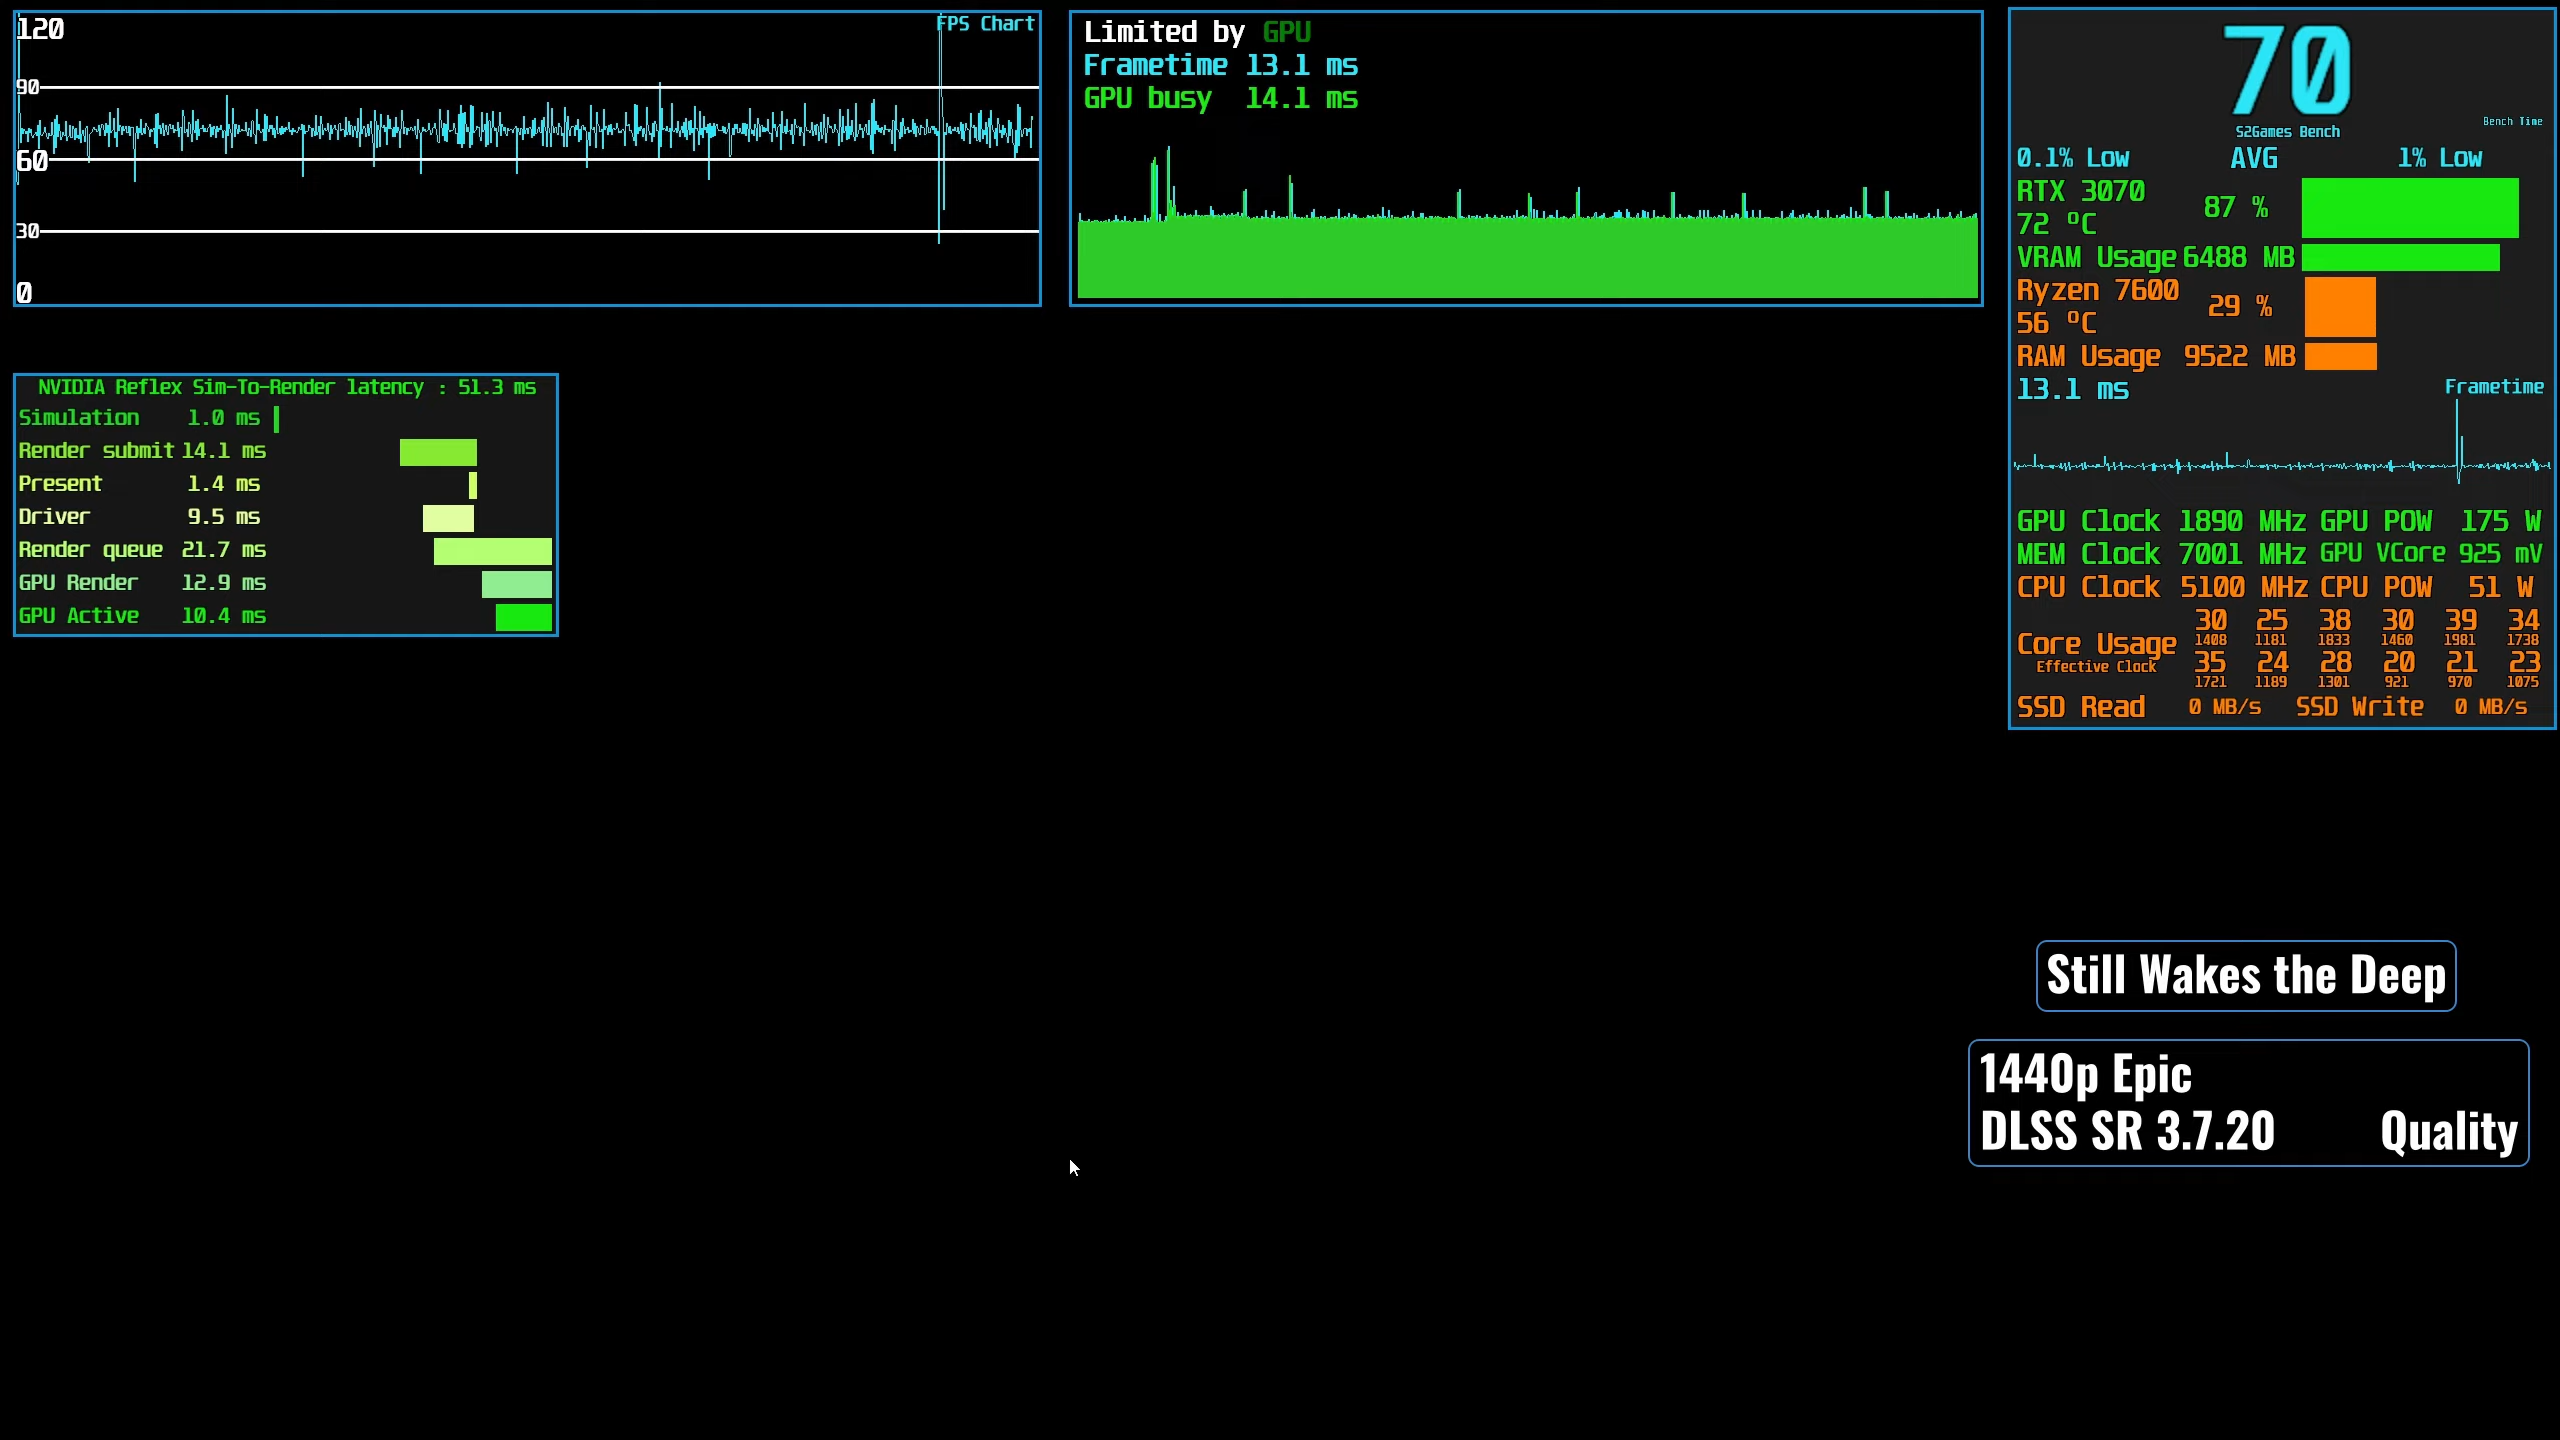 120
FPS Chart
90
60
30
0
Limited by GPU
Frametime 13.1 ms
GPU busy 14.1 ms
70
S2Games Bench
Bench Time
0.1% Low AVG 1% Low
RTX 3070
87 %
72 °C
VRAM Usage 6488 MB
Ryzen 7600
29 %
56 °C
RAM Usage 9522 MB
13.1 ms
Frametime
GPU Clock 1890 MHz GPU POW 175 W
MEM Clock 7001 MHz GPU VCore 925 mV
CPU Clock 5100 MHz CPU POW 51 W
30 25 38 30 39 34
1408 1181 1833 1460 1981 1738
Core Usage
35 24 28 20 21 23
Effective Clock
1721 1189 1301 921 970 1075
SSD Read 0 MB/s SSD Write 0 MB/s
NVIDIA Reflex Sim-To-Render latency : 51.3 ms
Simulation 1.0 ms
Render submit 14.1 ms
Present 1.4 ms
Driver 9.5 ms
Render queue 21.7 ms
GPU Render 12.9 ms
GPU Active 10.4 ms
Still Wakes the Deep
1440p Epic
DLSS SR 3.7.20 Quality